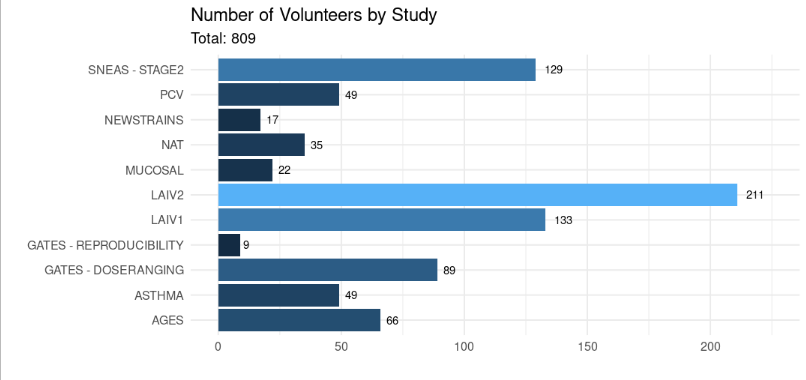 Number of Volunteers by Study
Total: 809
SNEAS - STAGE2 129
PCV 49
NEWSTRAINS 17
NAT 35
MUCOSAL 22
LAIV2 211
LAIV1 133
GATES - REPRODUCIBILITY 9
GATES - DOSERANGING 89
ASTHMA 49
AGES 66
0 50 100 150 200